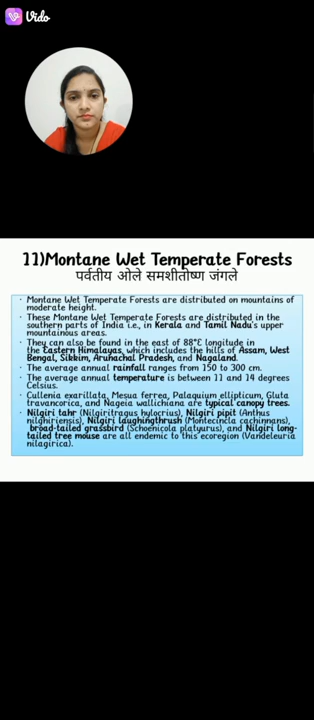 Vido
11)Montane Wet Temperate Forests
पर्वतीय ओले समशीतोष्ण जंगले
· Montane Wet Temperate Forests are distributed on mountains of
moderate height.
· These Montane Wet Temperate Forests are distributed in the
southern parts of India i.e., in Kerala and Tamil Nadu's upper
mountainous areas.
· They can also be found in the east of 88°E longitude in
the Eastern Himalayas, which includes the hills of Assam, West
Bengal, Sikkim, Arunachal Pradesh, and Nagaland.
· The average annual rainfall ranges from 150 to 300 cm.
· The average annual temperature is between 11 and 14 degrees
Celsius.
· Cullenia exarillata, Mesua ferrea, Palaquium ellipticum, Gluta
travancorica, and Nageia wallichiana are typical canopy trees.
· Nilgiri tahr (Nilgiritragus hylocrius), Nilgiri pipit (Anthus
nilghiriensis), Nilgiri laughingthrush (Montecincla cachinnans),
broad-tailed grassbird (Schoenicola platyurus), and Nilgiri long-
tailed tree mouse are all endemic to this ecoregion (Vandeleuria
nilagirica).